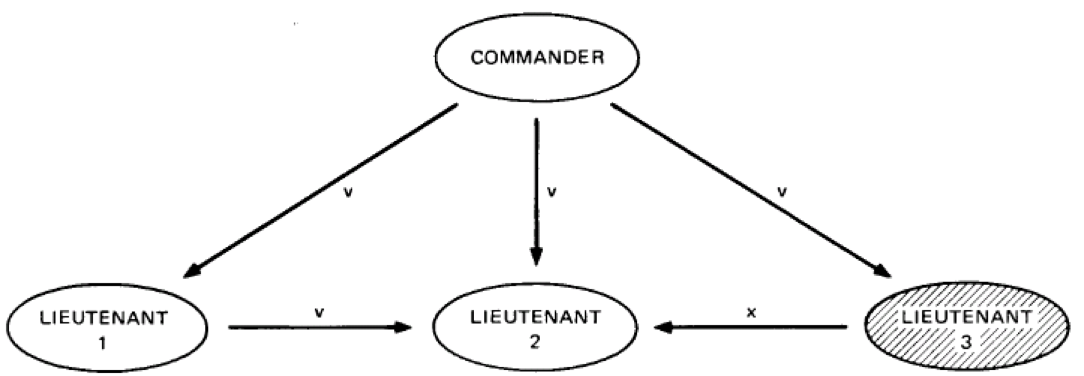 COMMANDER
v
v
v
LIEUTENANT
1
v
LIEUTENANT
2
x
LIEUTENANT
3